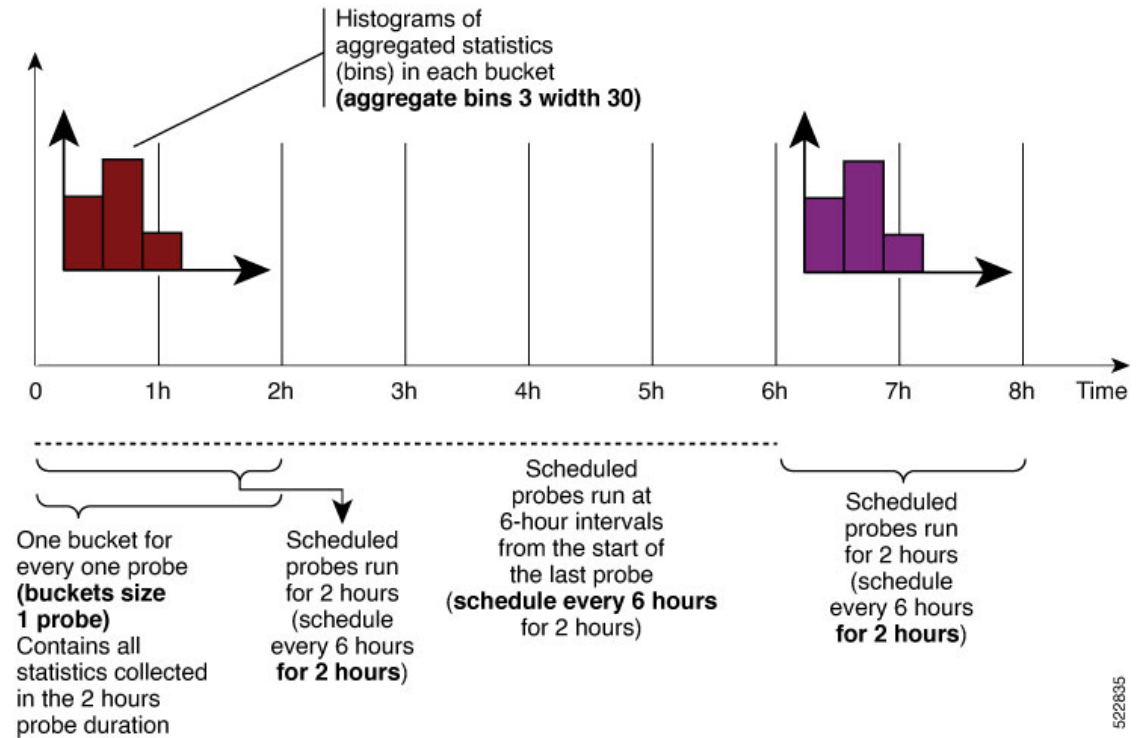 Histograms of
aggregated statistics
(bins) in each bucket
(aggregate bins 3 width 30)
0 1h 2h 3h 4h 5h 6h 7h 8h Time
One bucket for
every one probe
(buckets size
1 probe)
Contains all
statistics collected
in the 2 hours
probe duration
Scheduled
probes run
for 2 hours
(schedule
every 6 hours
for 2 hours)
Scheduled
probes run at
6-hour intervals
from the start of
the last probe
(schedule every 6 hours
for 2 hours)
Scheduled
probes run
for 2 hours
(schedule
every 6 hours
for 2 hours)
522835